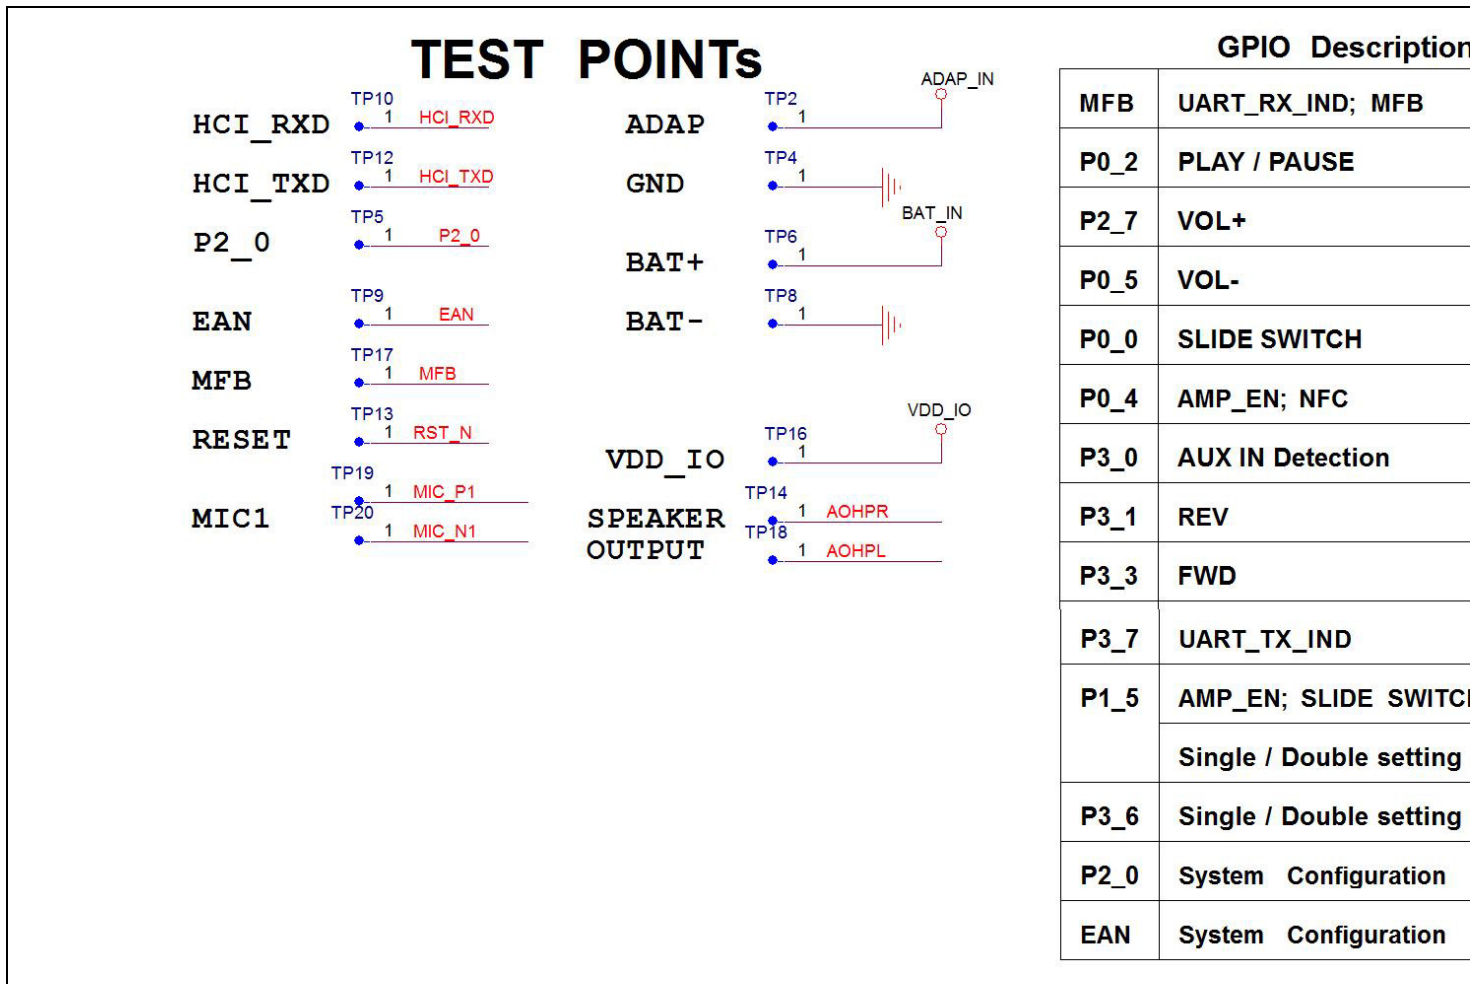 TEST POINTs
TP10
HCI_RXD 1 HCI_RXD
TP12
HCI_TXD 1 HCI_TXD
TP5
P2_0 1 P2_0
TP9
EAN 1 EAN
TP17
MFB 1 MFB
TP13
RESET 1 RST_N
TP19
1 MIC_P1
MIC1
TP20
1 MIC_N1
ADAP_IN
TP2
ADAP 1
TP4
GND 1
BAT_IN
TP6
BAT+ 1
TP8
BAT- 1
VDD_IO
TP16
VDD_IO 1
TP14
SPEAKER 1 AOHPR
TP18
OUTPUT 1 AOHPL
GPIO Description
MFB UART_RX_IND; MFB
P0_2 PLAY / PAUSE
P2_7 VOL+
P0_5 VOL-
P0_0 SLIDE SWITCH
P0_4 AMP_EN; NFC
P3_0 AUX IN Detection
P3_1 REV
P3_3 FWD
P3_7 UART_TX_IND
P1_5 AMP_EN; SLIDE SWITCH
Single / Double setting
P3_6 Single / Double setting
P2_0 System Configuration
EAN System Configuration